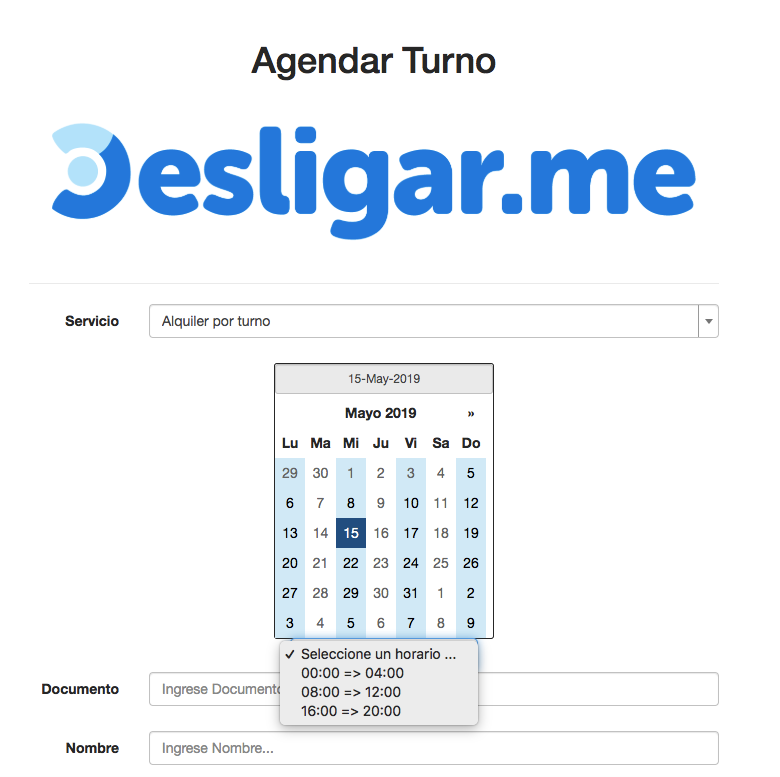 Agendar Turno
Desligar.me
Servicio Alquiler por turno
15-May-2019
Mayo 2019 »
Lu Ma Mi Ju Vi Sa Do
29 30 1 2 3 4 5
6 7 8 9 10 11 12
13 14 15 16 17 18 19
20 21 22 23 24 25 26
27 28 29 30 31 1 2
3 4 5 6 7 8 9
✓ Seleccione un horario ...
00:00 => 04:00
08:00 => 12:00
16:00 => 20:00
Documento Ingrese Documento
Nombre Ingrese Nombre...